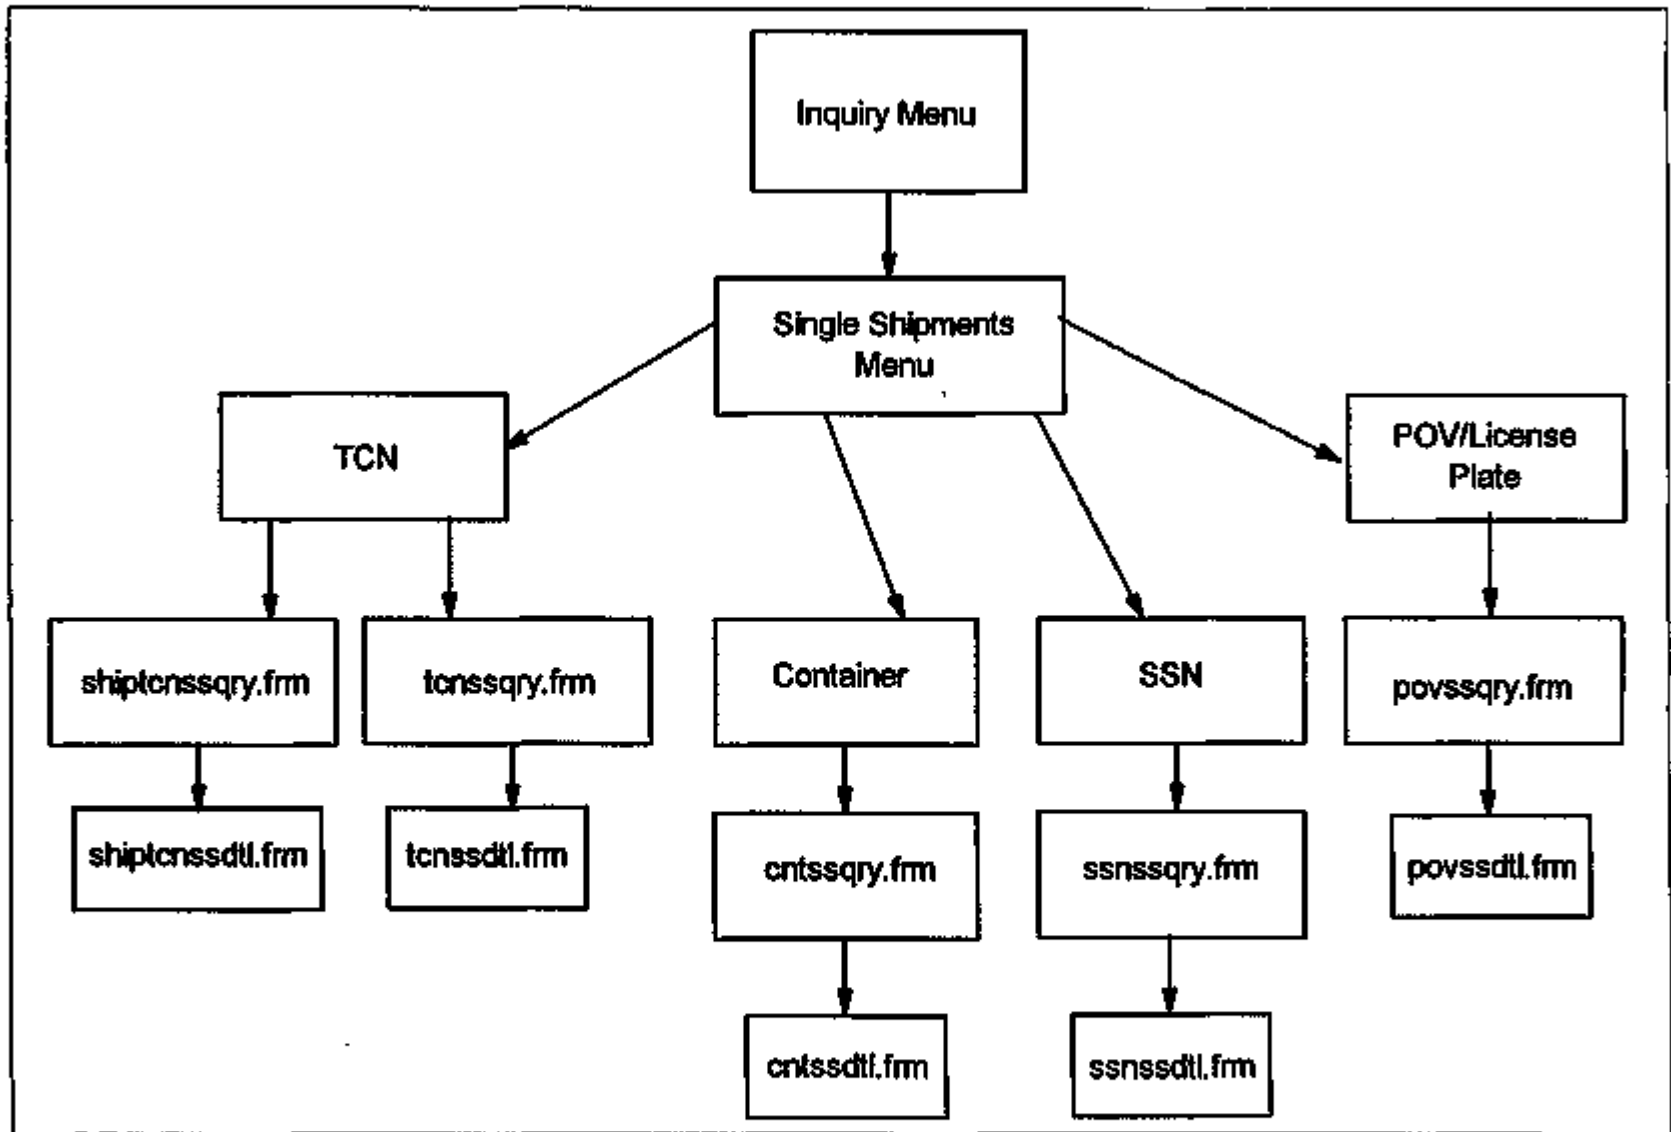 Inquiry Menu
Single Shipments
Menu
TCN
POV/License
Plate
shiptcnssqry.frm
tcnssqry.frm
Container
SSN
povssqry.frm
shiptcnssdtl.frm
tcnssdtl.frm
cntssqry.frm
ssnssqry.frm
povssdtl.frm
cntssdtl.frm
ssnssdtl.frm